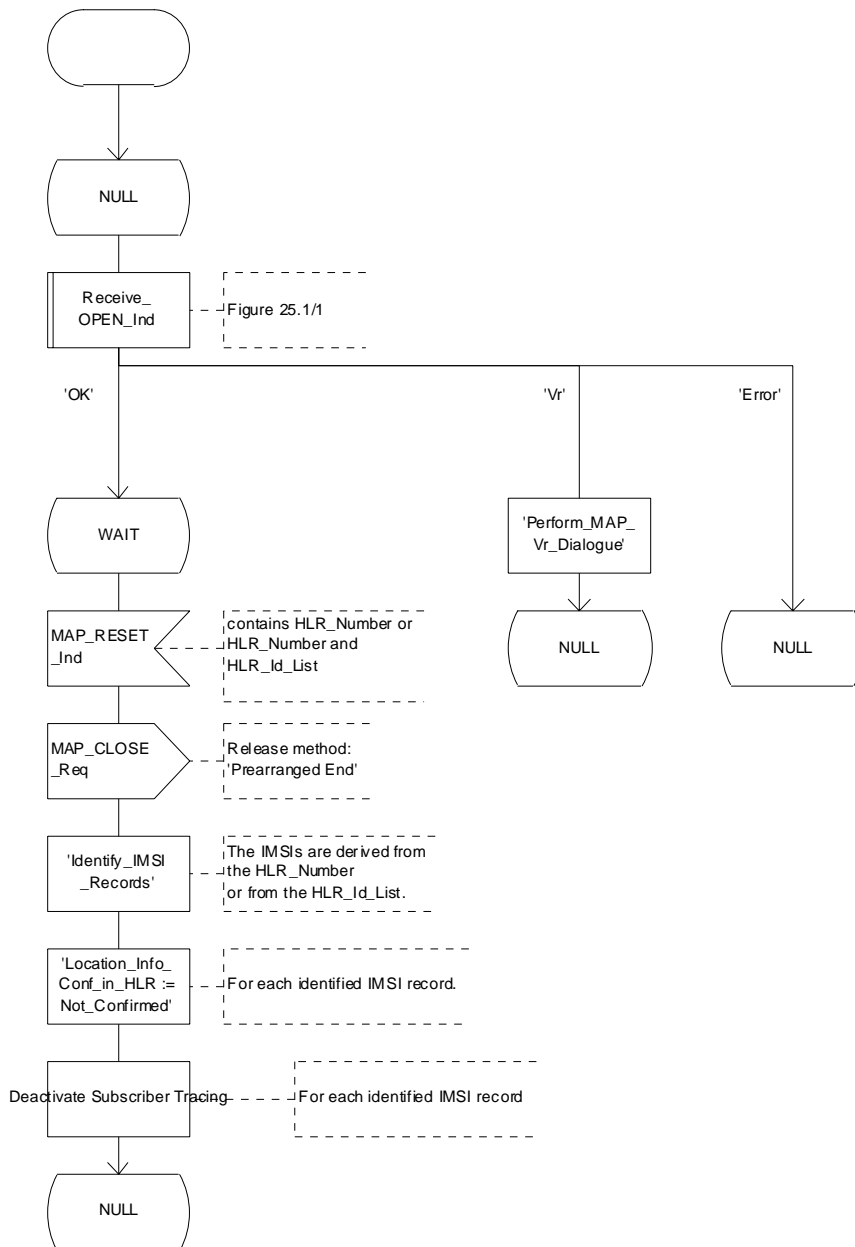 NULL
Receive_
OPEN_Ind
Figure 25.1/1
'OK'
'Vr'
'Error'
WAIT
'Perform_MAP_
Vr_Dialogue'
MAP_RESET
_Ind
contains HLR_Number or
HLR_Number and
HLR_Id_List
NULL
NULL
MAP_CLOSE
_Req
Release method:
'Prearranged End'
'Identify_IMSI
_Records'
The IMSIs are derived from
the HLR_Number
or from the HLR_Id_List.
'Location_Info_
Conf_in_HLR :=
Not_Confirmed'
For each identified IMSI record.
Deactivate Subscriber Tracing
For each identified IMSI record
NULL